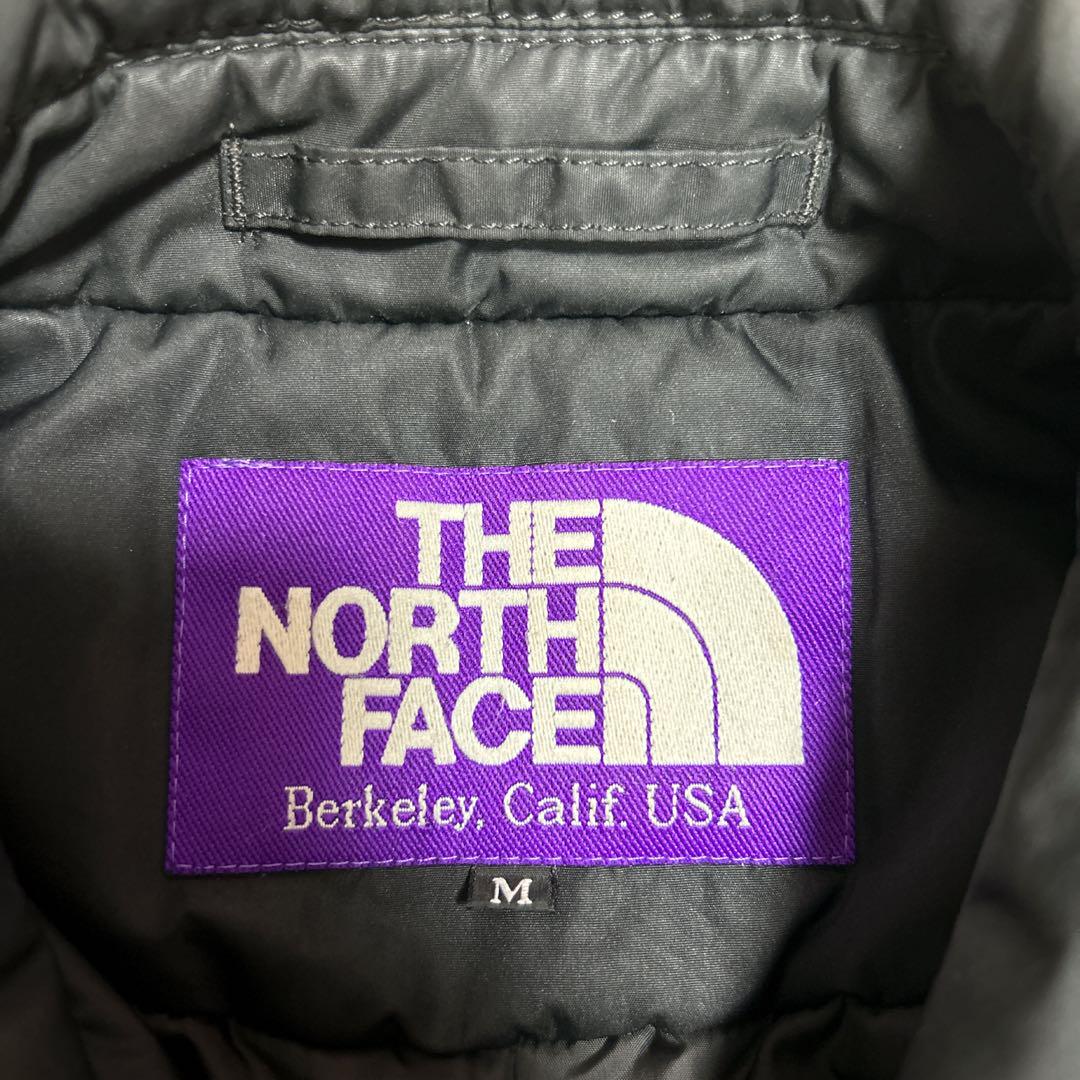 THE
NORTH
FACE
Berkeley, Calif. USA
M